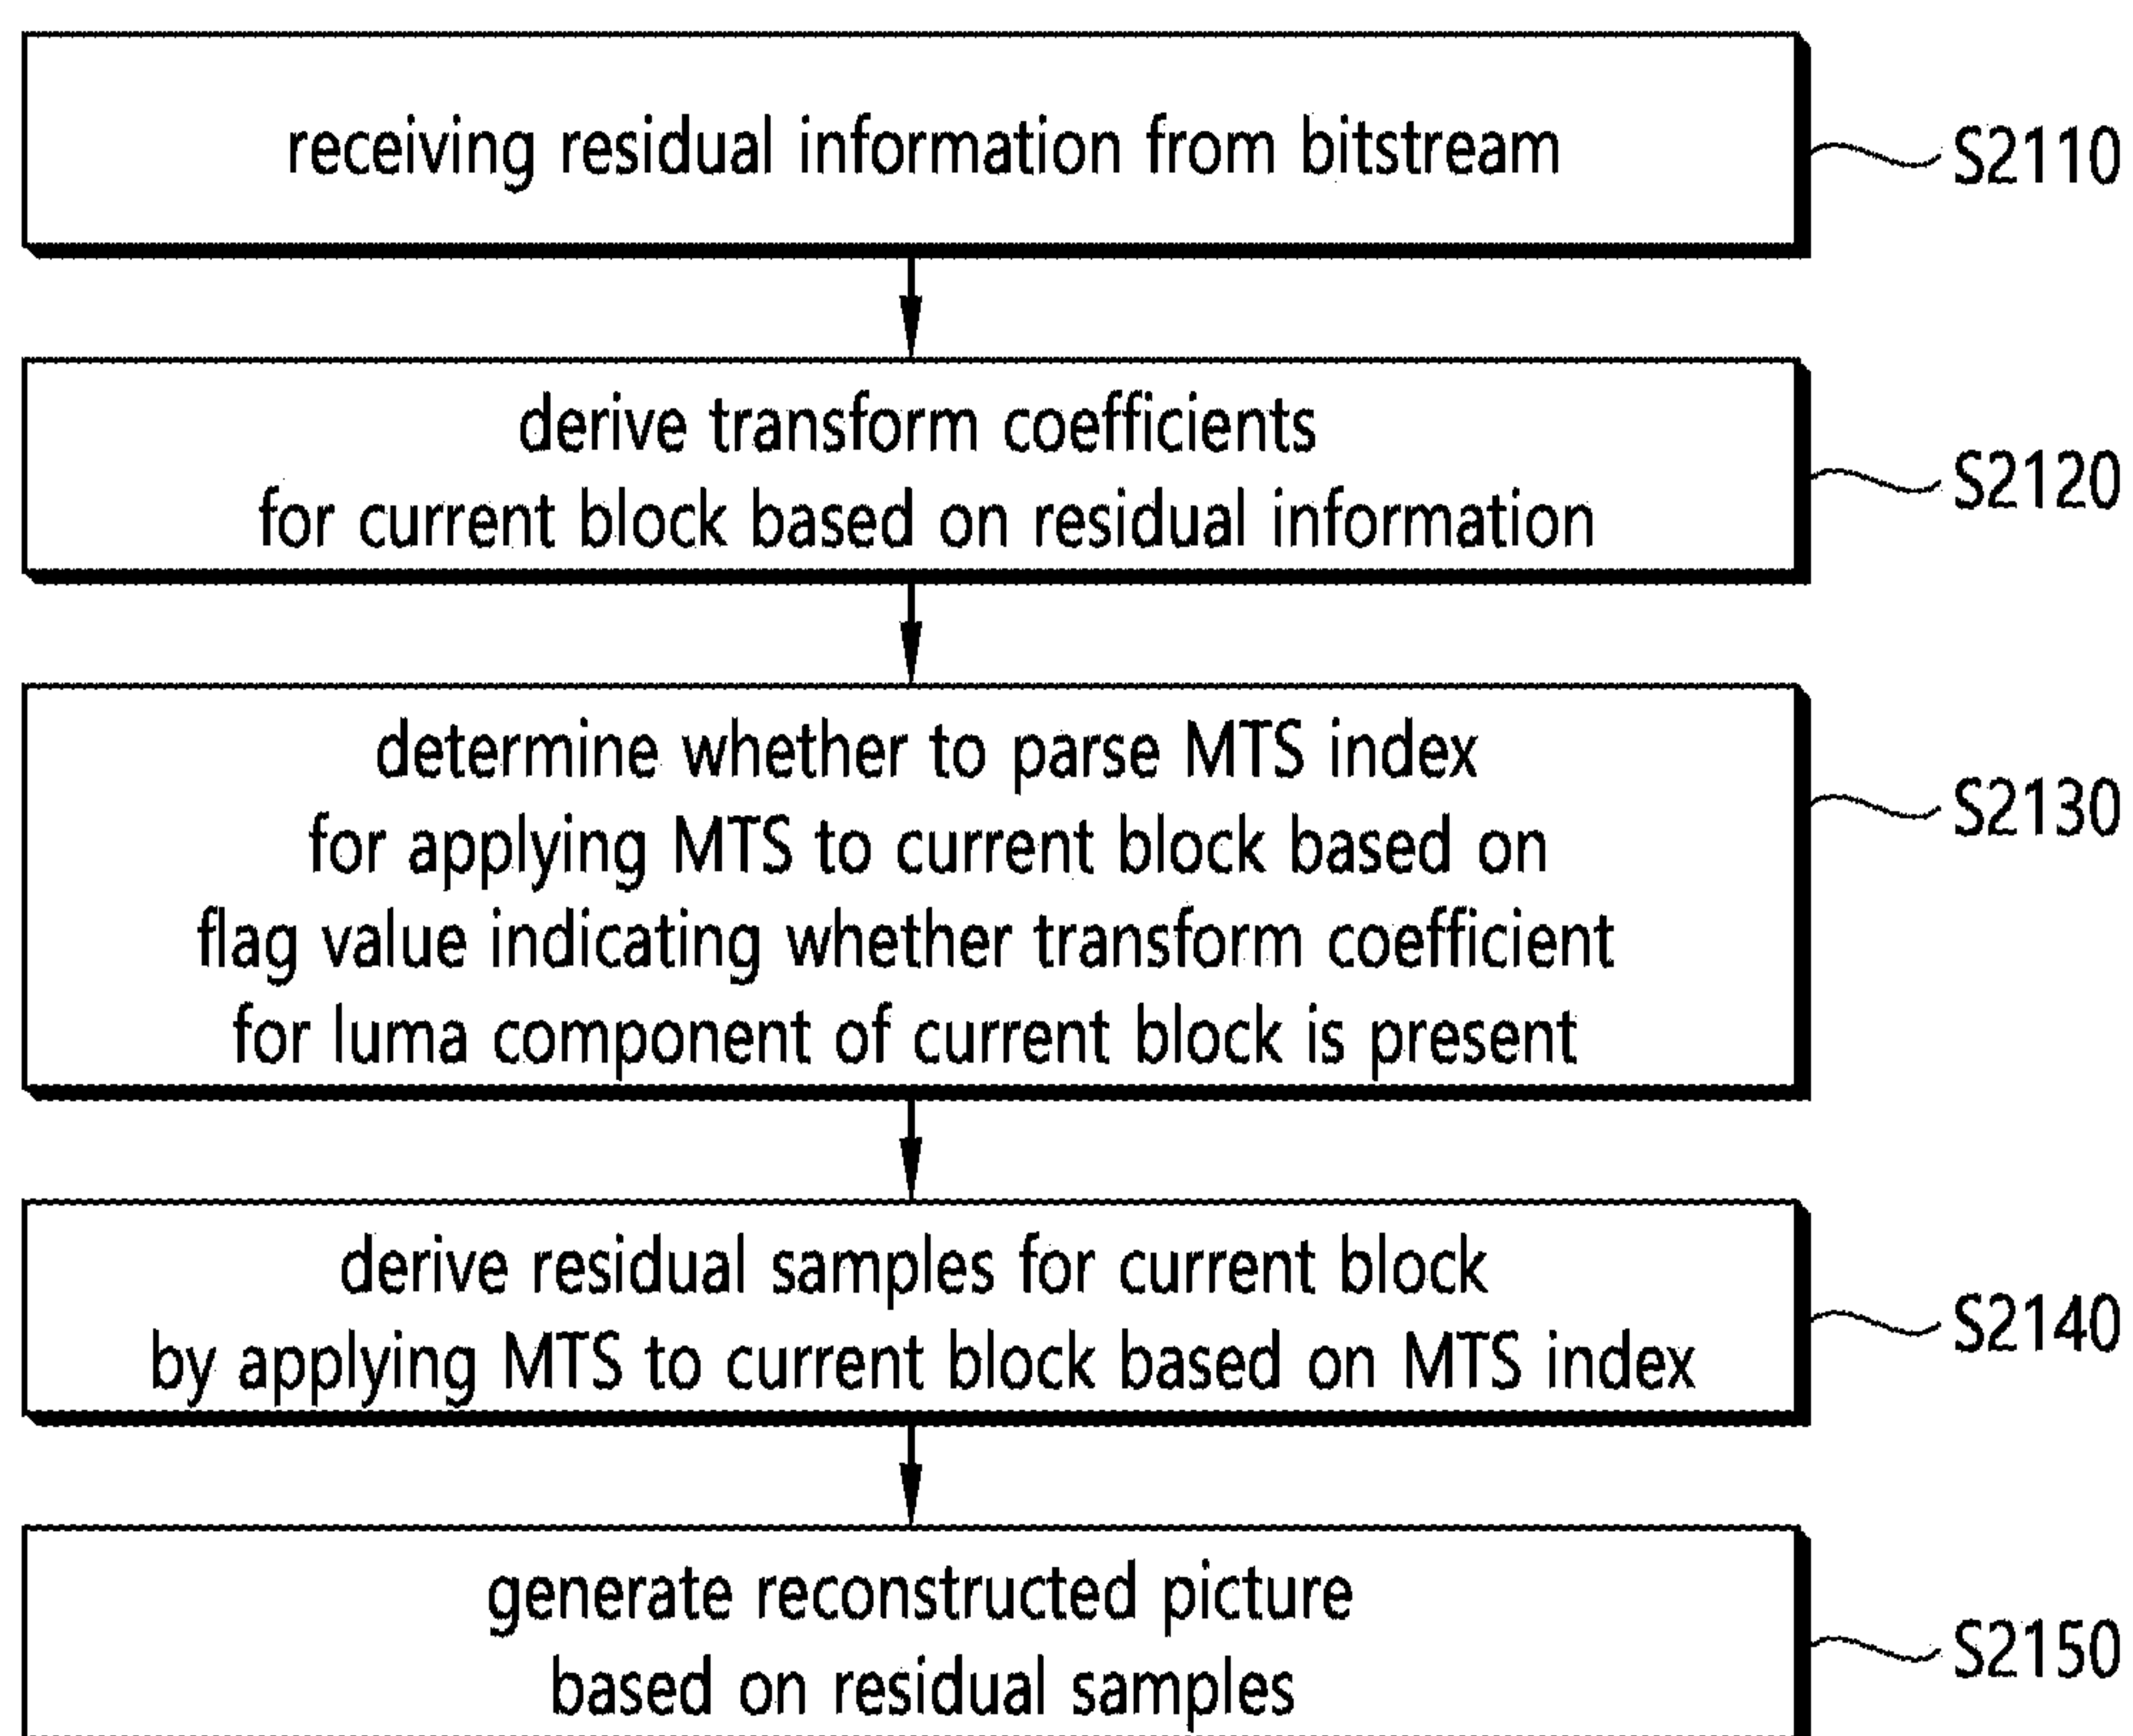 receiving residual information from bitstream
S2110
derive transform coefficients
for current block based on residual information
S2120
determine whether to parse MTS index
for applying MTS to current block based on
flag value indicating whether transform coefficient
for luma component of current block is present
S2130
derive residual samples for current block
by applying MTS to current block based on MTS index
S2140
generate reconstructed picture
based on residual samples
S2150